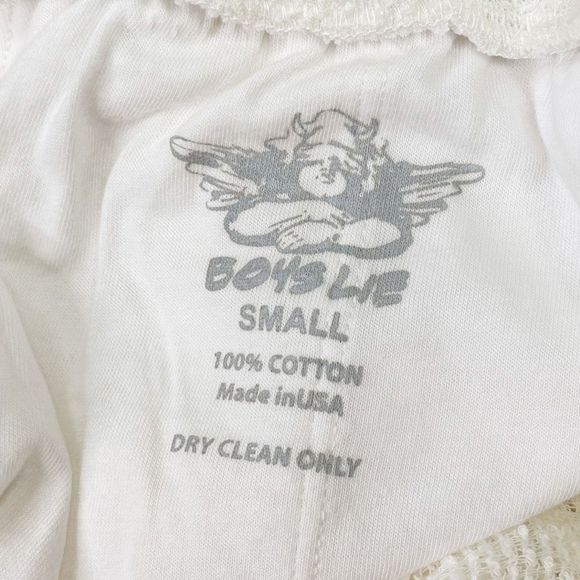 BOYS LIE
SMALL
100% COTTON
Made inUSA
DRY CLEAN ONLY